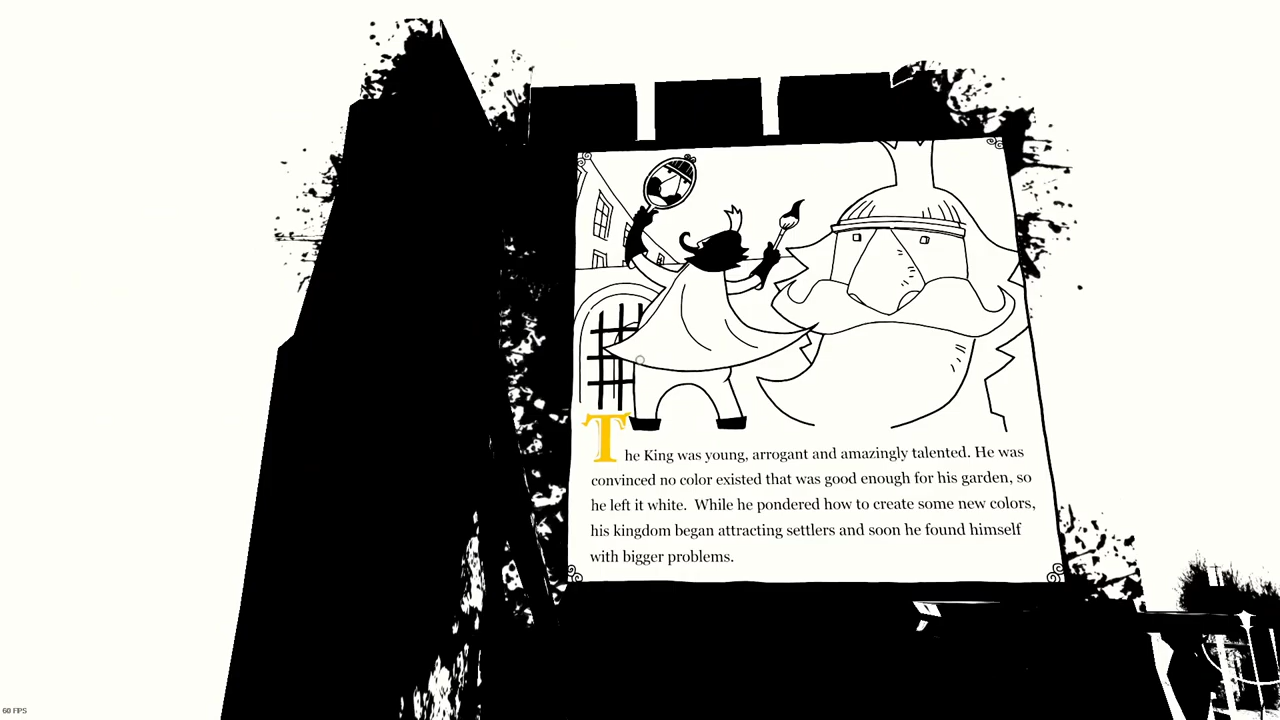 The King was young, arrogant and amazingly talented. He was
convinced no color existed that was good enough for his garden, so
he left it white. While he pondered how to create some new colors,
his kingdom began attracting settlers and soon he found himself
with bigger problems.
60 FPS